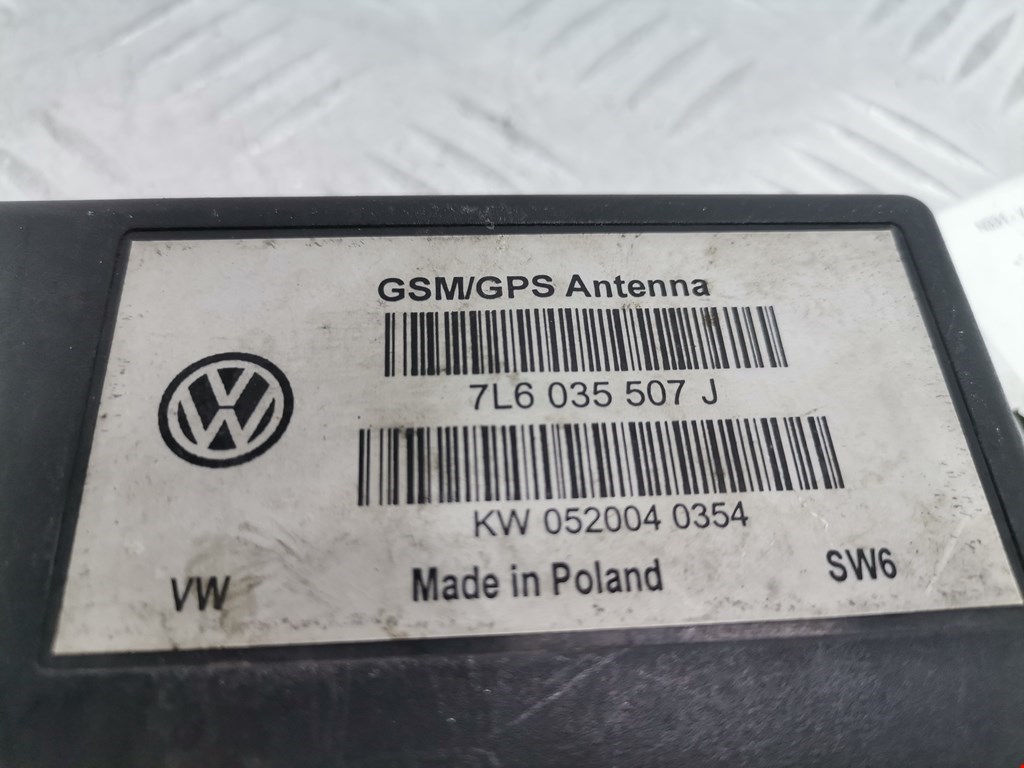 GSM/GPS Antenna
7L6 035 507 J
KW 052004 0354
VW
Made in Poland
SW6